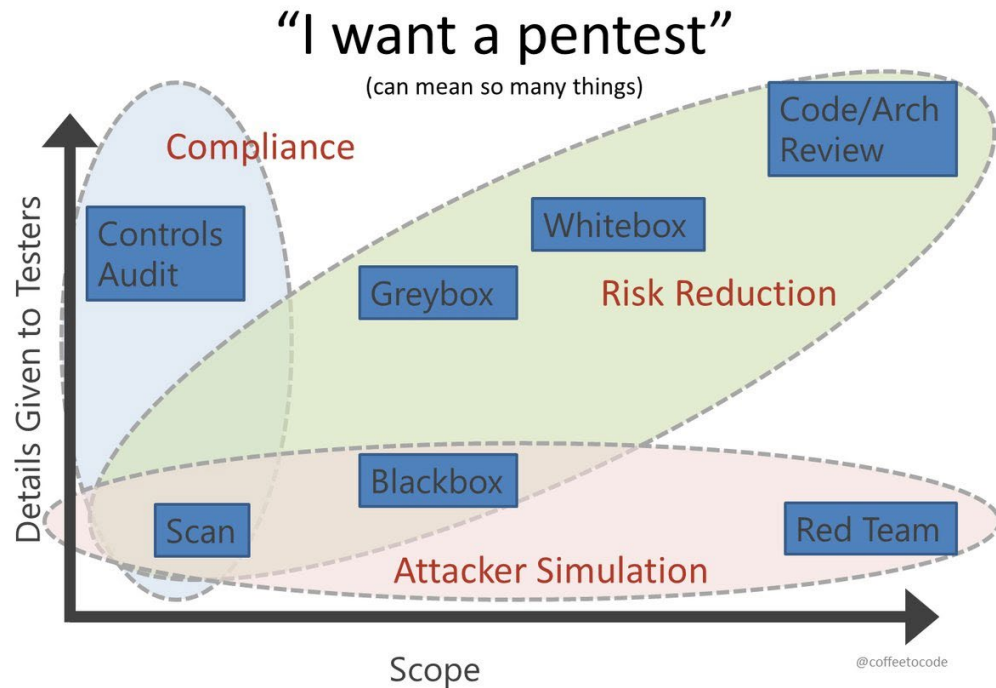 “I want a pentest”
(can mean so many things)
Compliance
Code/Arch
Review
Controls
Audit
Whitebox
Greybox
Risk Reduction
Details Given to Testers
Blackbox
Scan
Red Team
Attacker Simulation
Scope
@coffeetocode